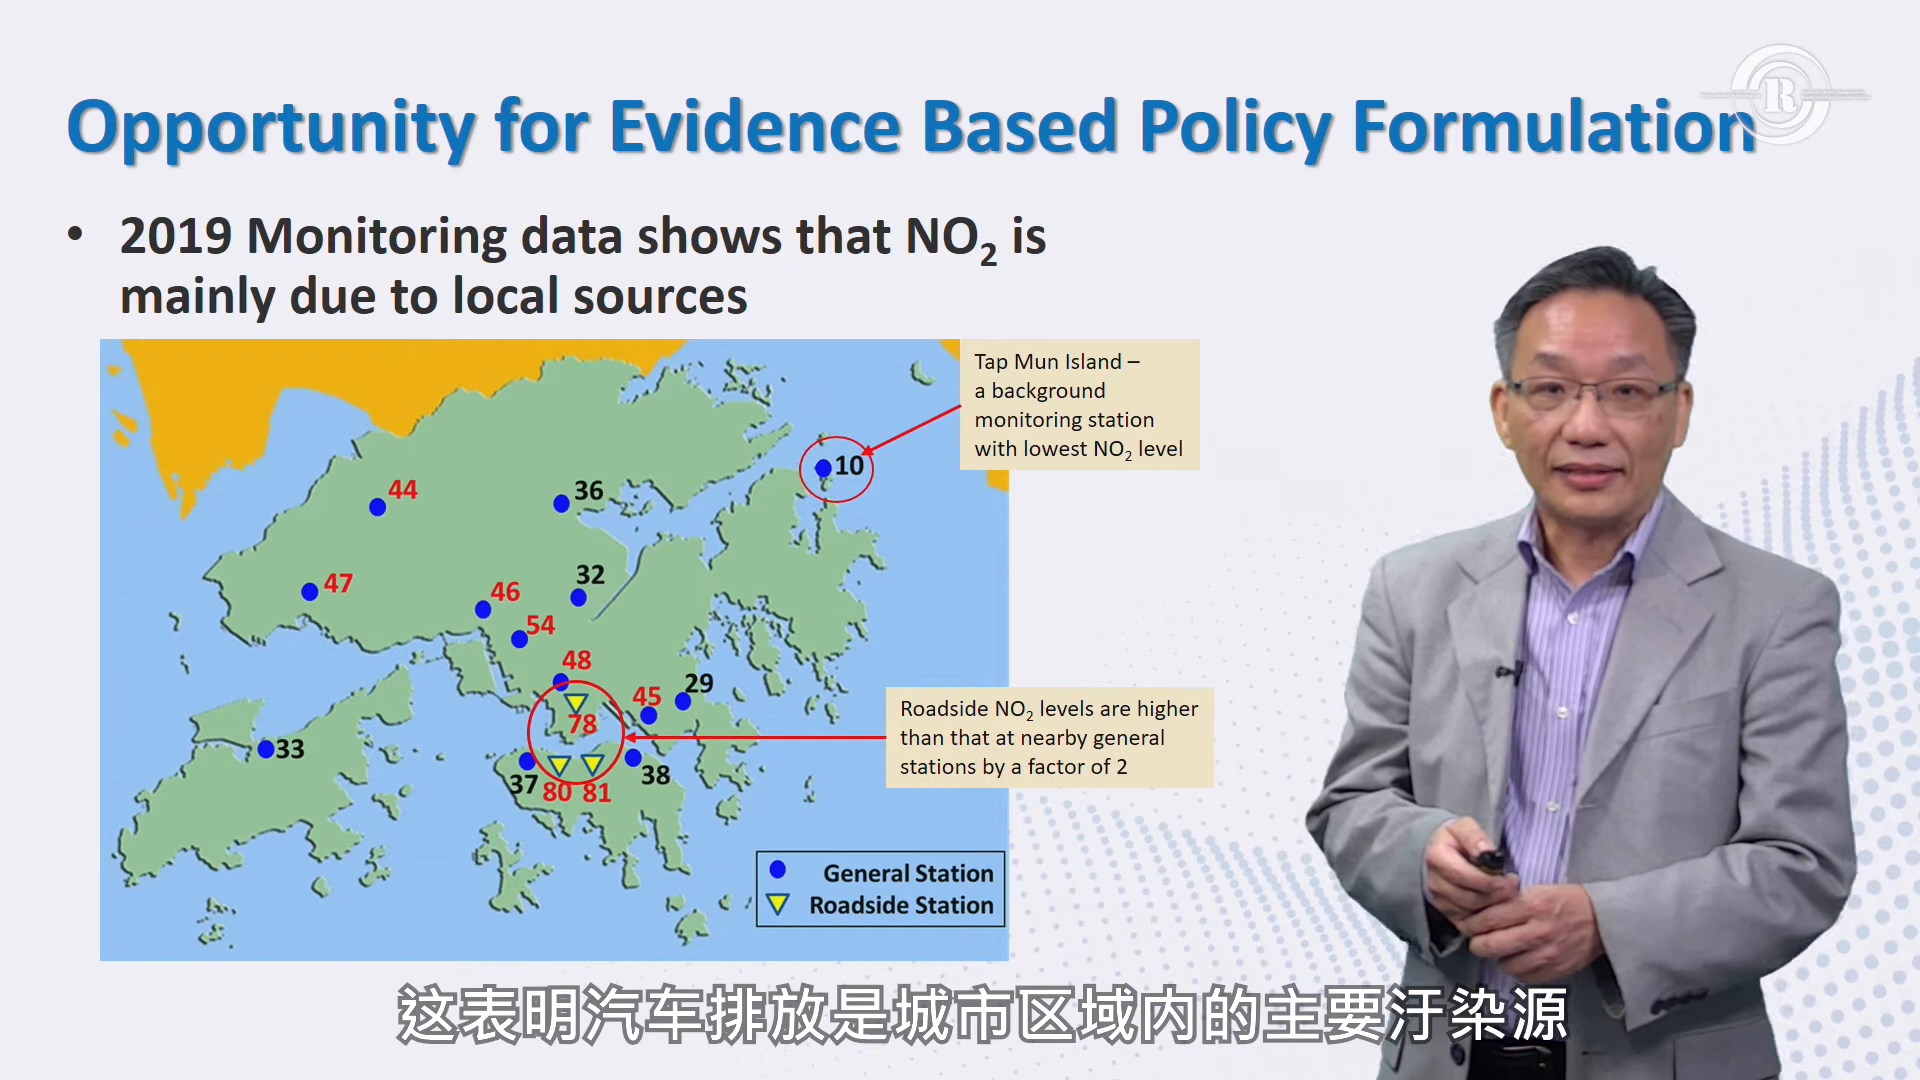 Opportunity for Evidence Based Policy Formulation
R
• 2019 Monitoring data shows that NO₂ is
mainly due to local sources
Tap Mun Island –
a background
monitoring station
with lowest NO₂ level
10
44
36
47
46
32
54
48
45
29
78
33
37
80
81
38
Roadside NO₂ levels are higher
than that at nearby general
stations by a factor of 2
General Station
Roadside Station
这表明汽车排放是城市区域内的主要汙染源